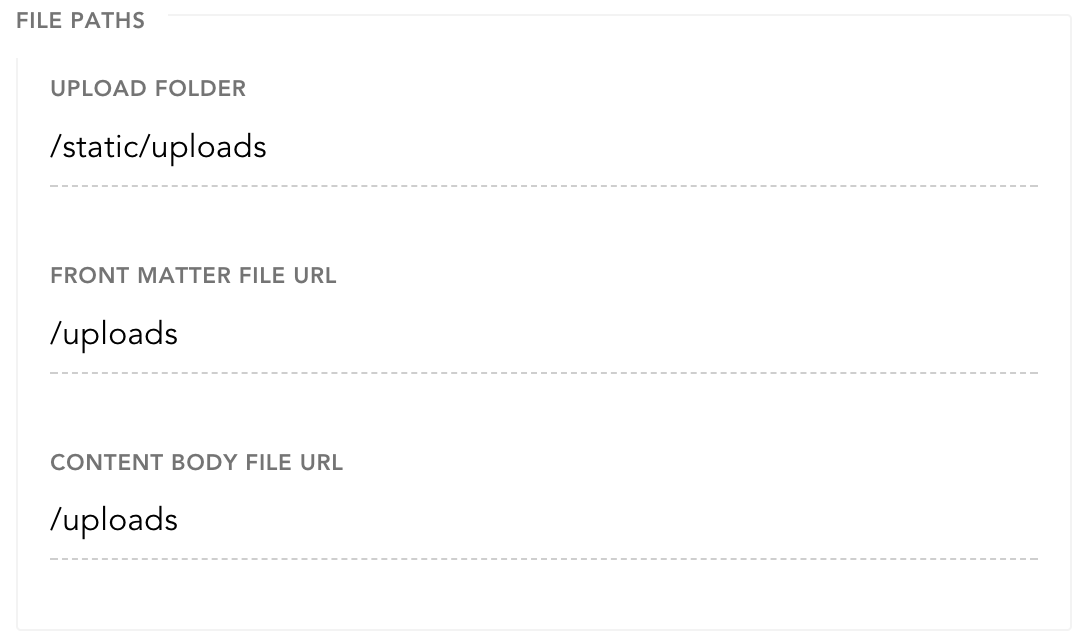 FILE PATHS
UPLOAD FOLDER
/static/uploads
FRONT MATTER FILE URL
/uploads
CONTENT BODY FILE URL
/uploads